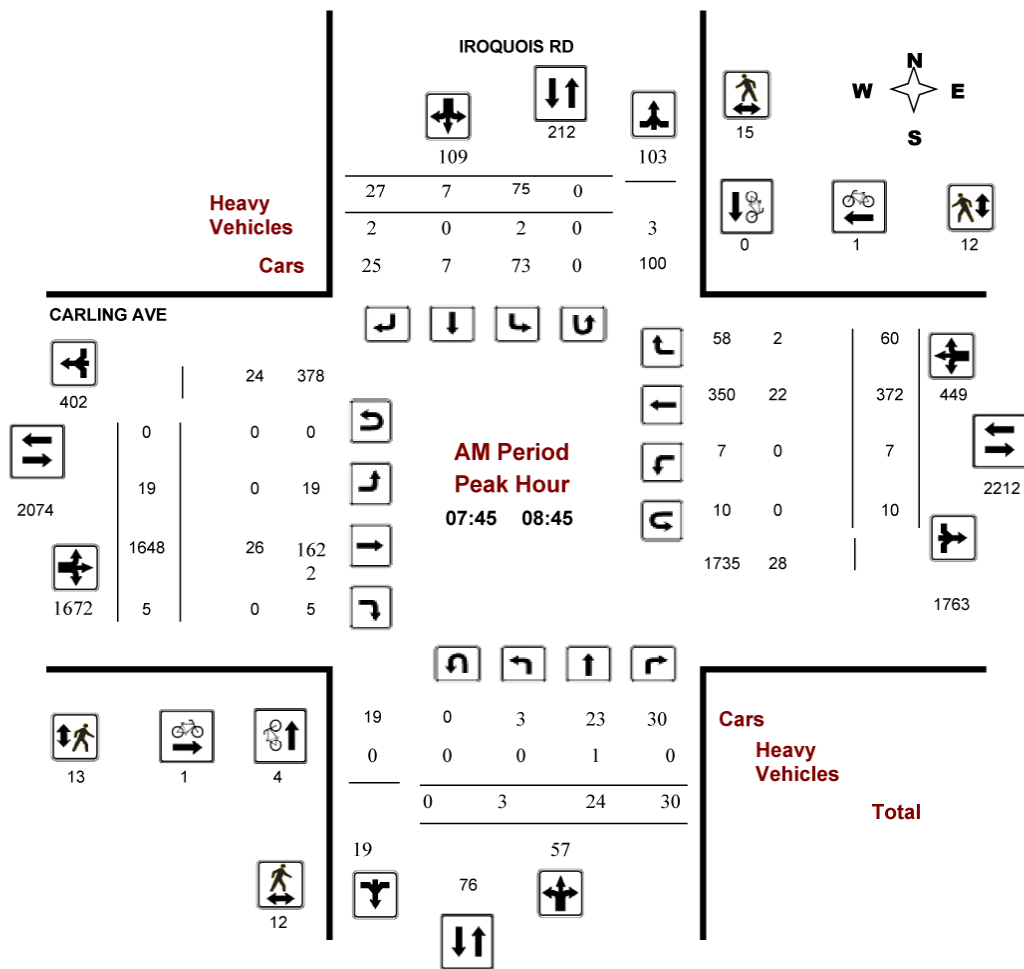 IROQUOIS RD
N
W E
S
212
15
109 103
27 7 75 0
Heavy
Vehicles
2 0 2 0 3
0 1 12
Cars
25 7 73 0 100
CARLING AVE
58 2 60
24 378
402
350 22 372 449
0 0 0
AM Period
7 0 7
Peak Hour
19 0 19
2074
2212
07:45 08:45
10 0 10
1648 26 162
2
1735 28
1672 5 0 5
1763
19 0 3 23 30
Cars
0 0 0 1 0
Heavy
Vehicles
13 1 4
0 3 24 30
Total
19 57
76
12